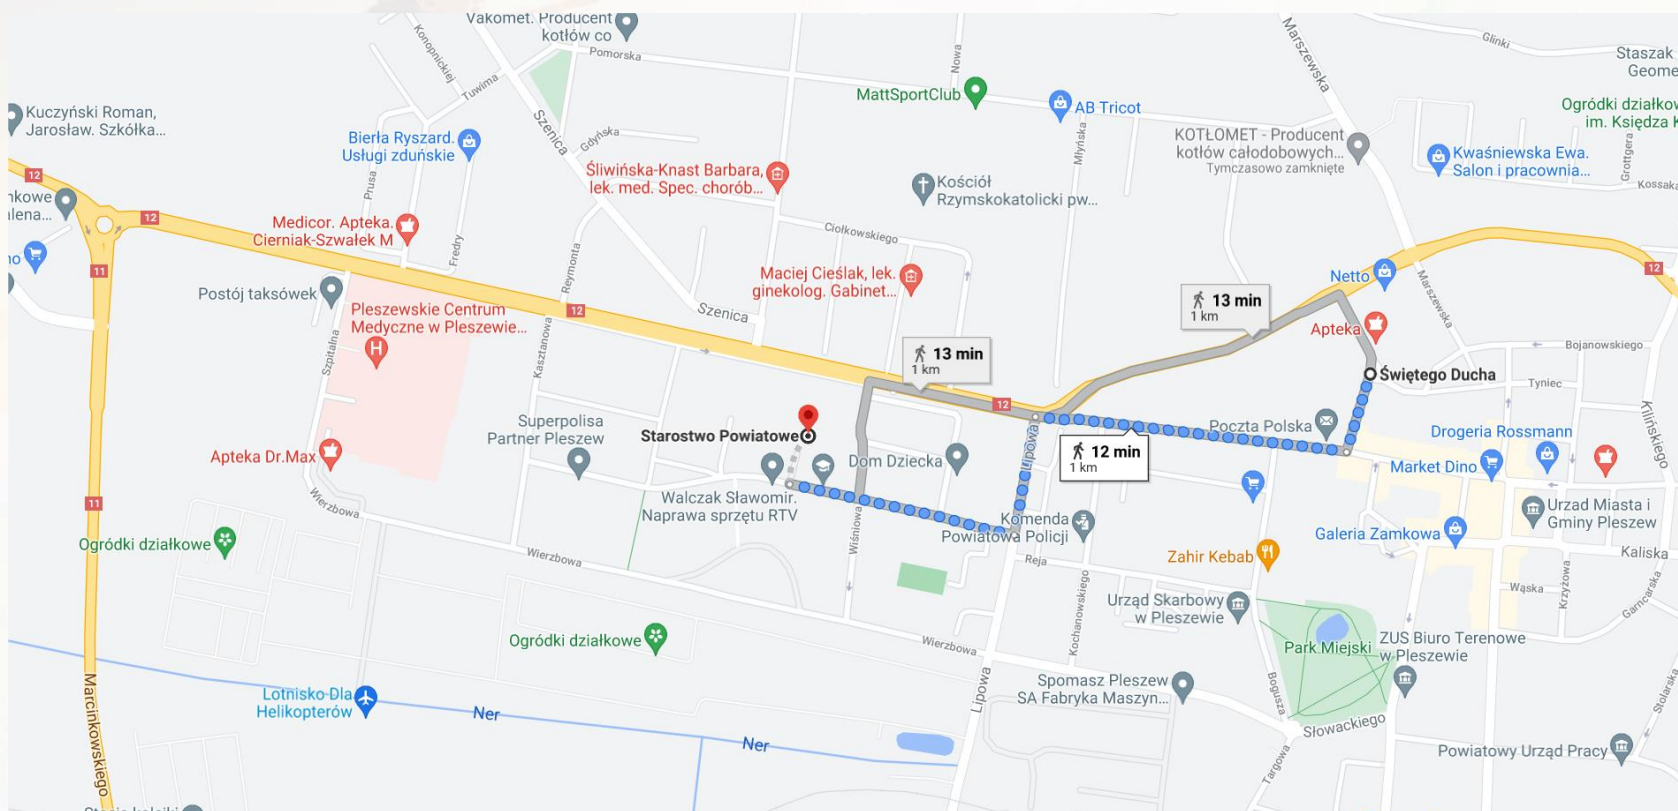 Vakomet. Producent
kotłów co
Konopnickiej
Pomorska
Nowa
Marszewska
Glinki
Staszak
Geome
Tuwima
MattSportClub
AB Tricot
Ogródki działkow
im. Księdza K
Kuczyński Roman,
Jarosław. Szkółka...
Szenica
Gdyńska
Bierła Ryszard.
Usługi zduńskie
Młyńska
KOTŁOMET - Producent
kotłów całodobowych...
Tymczasowo zamknięte
Kwaśniewska Ewa.
Salon i pracownia...
Grottgera
Kossaka
12
Prusa
Śliwińska-Knast Barbara,
lek. med. Spec. chorób...
Kościół
Rzymskokatolicki pw...
nkowe
lena...
12
Medicor. Apteka.
Cierniak-Szwałek M
Fredry
Reymonta
Ciołkowskiego
no
11
Maciej Cieślak, lek.
ginekolog. Gabinet...
Netto
12
Marszewska
Postój taksówek
Pleszewskie Centrum
Medyczne w Pleszewie...
H
12
Szenica
13 min
1 km
Apteka
Szpitalna
Kasztanowa
13 min
1 km
Bojanowskiego
Świętego Ducha
Tyniec
12
Kilińskiego
Superpolisa
Partner Pleszew
Starostwo Powiatowe
Lipowa
Poczta Polska
Drogeria Rossmann
Apteka Dr.Max
Dom Dziecka
12 min
1 km
Market Dino
11
Wierzbowa
Walczak Sławomir.
Naprawa sprzętu RTV
Wiśniowa
Komenda
Powiatowa Policji
Urzad Miasta i
Gminy Pleszew
Galeria Zamkowa
Ogródki działkowe
Wierzbowa
Reja
Zahir Kebab
Kaliska
Wąska
Krzyżowa
Garncarska
Kochanowskiego
Urząd Skarbowy
w Pleszewie
Ogródki działkowe
Wierzbowa
Park Miejski
ZUS Biuro Terenowe
w Pleszewie
Marcinkowskiego
Lotnisko Dla
Helikopterów
Ner
Ner
Lipowa
Spomasz Pleszew
SA Fabryka Maszyn...
Bogusza
Słowackiego
Stolarska
Targowa
Powiatowy Urząd Pracy